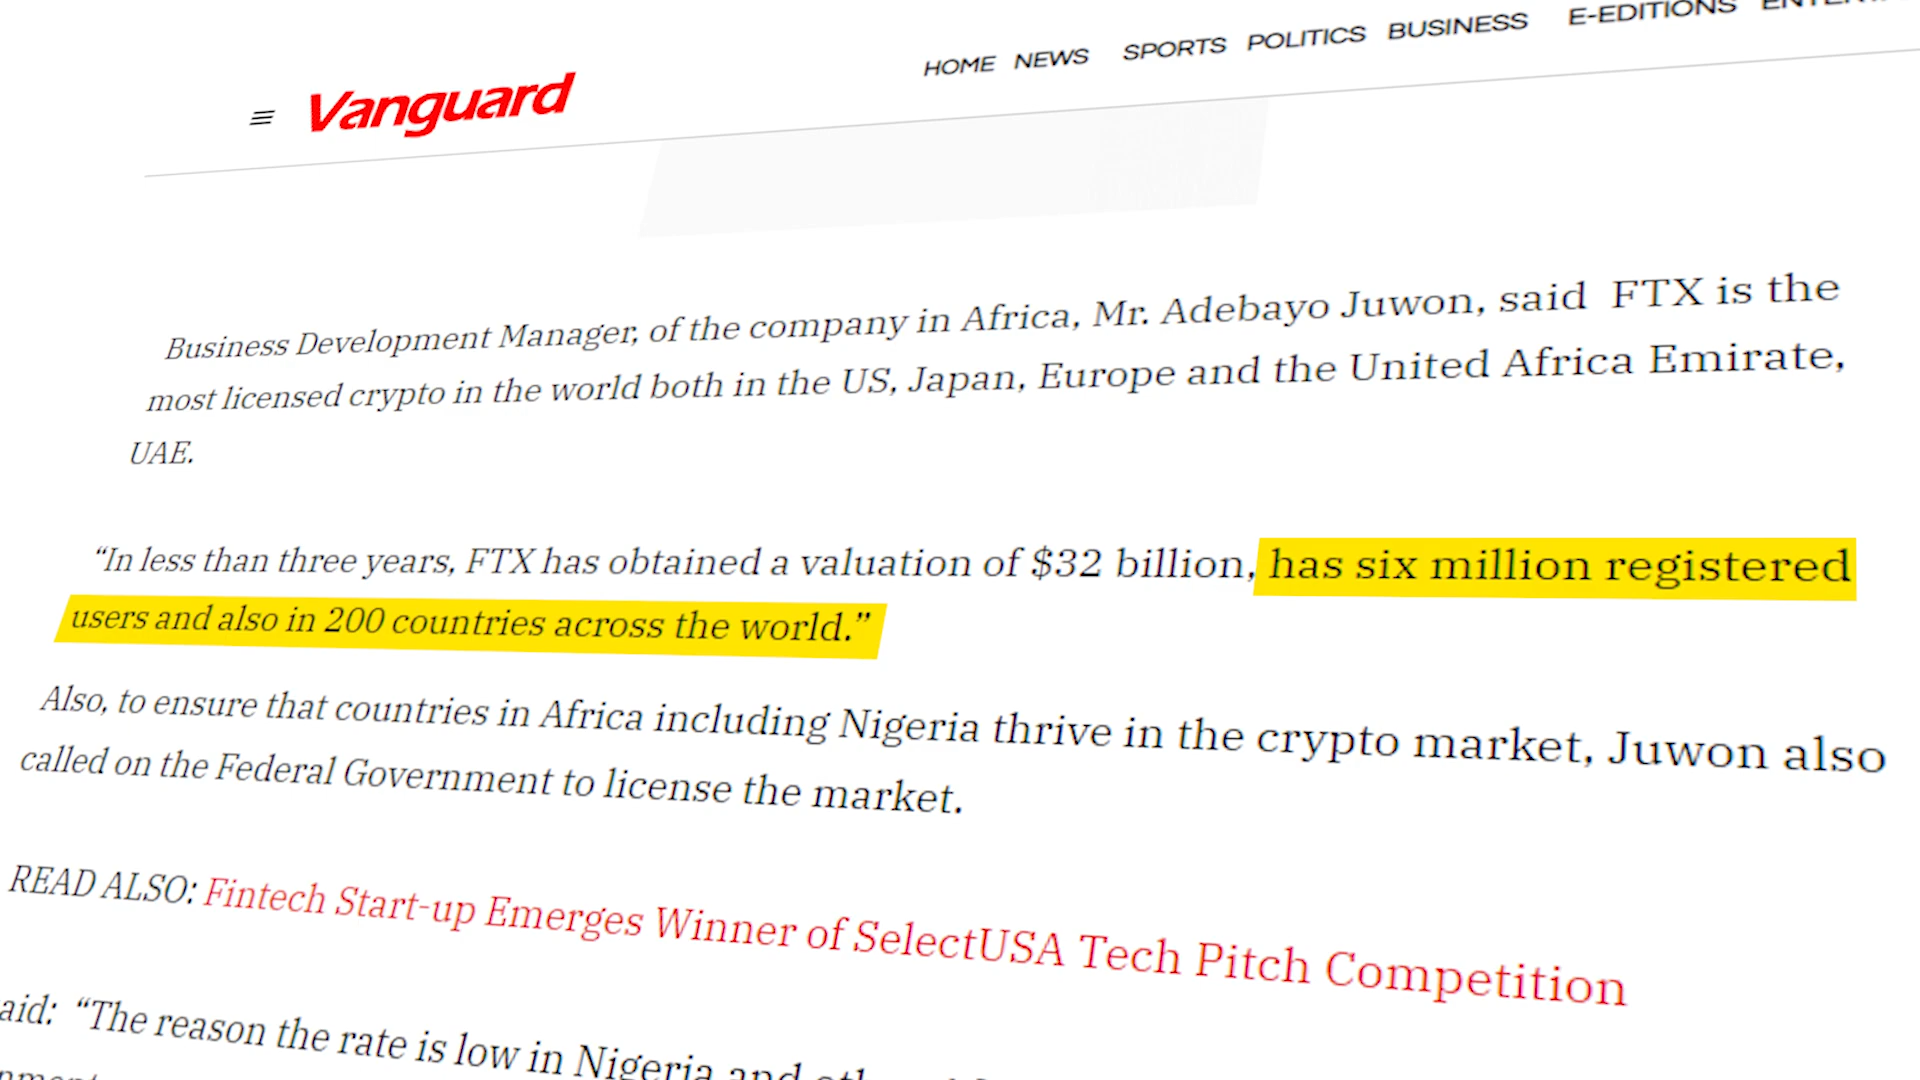 HOME NEWS SPORTS POLITICS BUSINESS E-EDITIONS
Vanguard
Business Development Manager, of the company in Africa, Mr. Adebayo Juwon, said FTX is the
most licensed crypto in the world both in the US, Japan, Europe and the United Africa Emirate,
UAE.
“In less than three years, FTX has obtained a valuation of $32 billion, has six million registered
users and also in 200 countries across the world.”
Also, to ensure that countries in Africa including Nigeria thrive in the crypto market, Juwon also
called on the Federal Government to license the market.
READ ALSO: Fintech Start-up Emerges Winner of SelectUSA Tech Pitch Competition
aid: “The reason the rate is low in Nigeria and